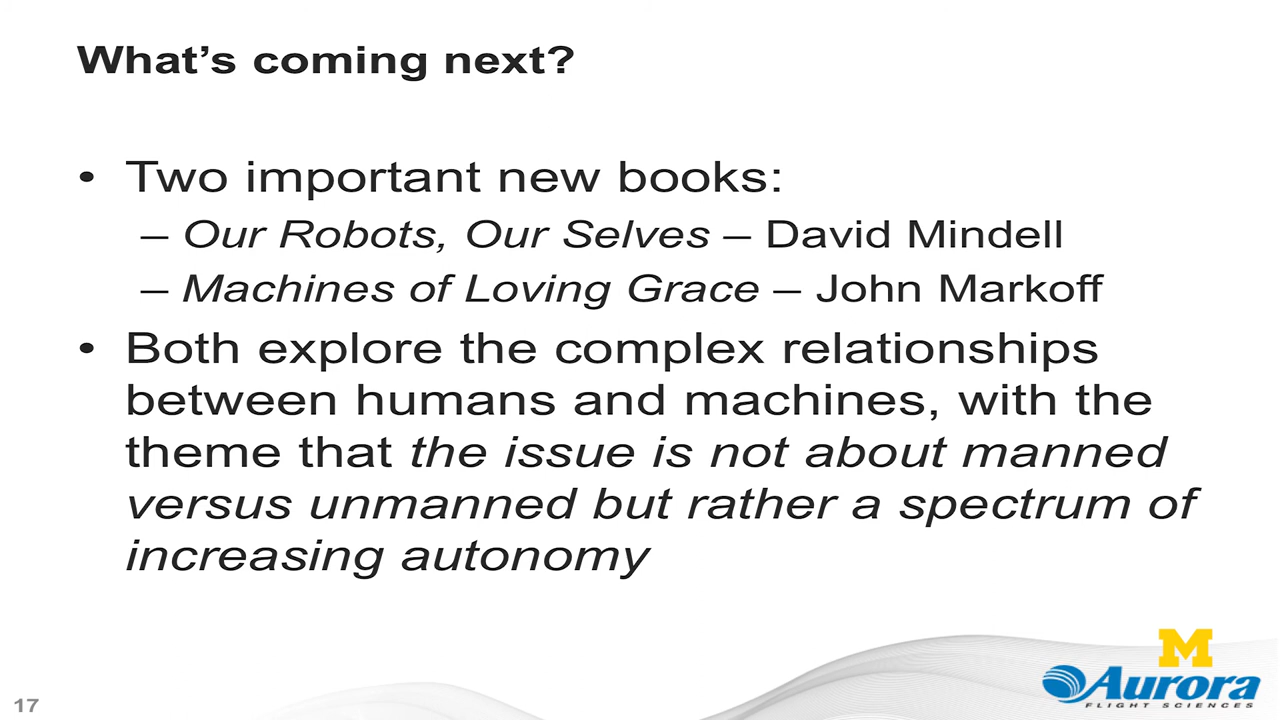 What’s coming next?
• Two important new books:
– Our Robots, Our Selves – David Mindell
– Machines of Loving Grace – John Markoff
• Both explore the complex relationships
between humans and machines, with the
theme that the issue is not about manned
versus unmanned but rather a spectrum of
increasing autonomy
M
Aurora
FLIGHT SCIENCES
17